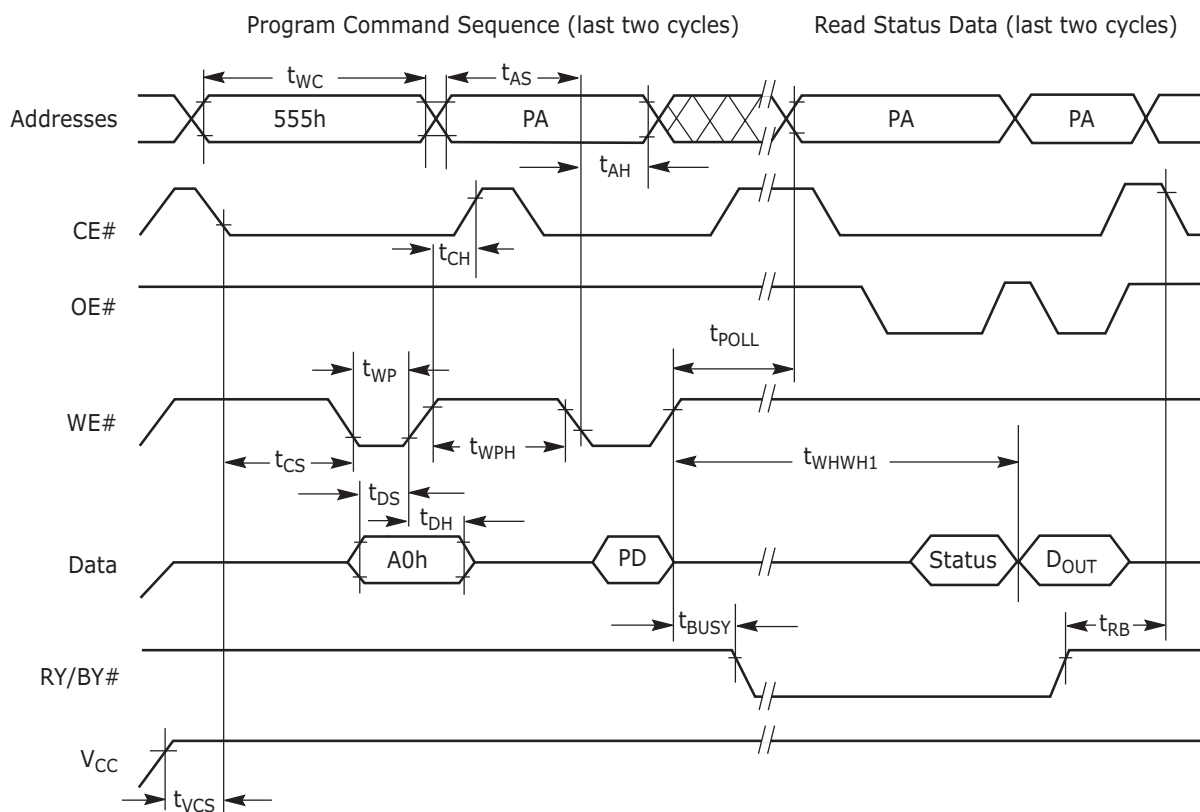 Program Command Sequence (last two cycles) Read Status Data (last two cycles)
tWC tAS
Addresses 555h PA PA PA
tAH
CE#
tCH
OE#
tPOLL
tWP
WE#
tWPH tWHWH1
tCS
tDS
tDH
Data A0h PD Status DOUT
tBUSY tRB
RY/BY#
VCC
tVCS